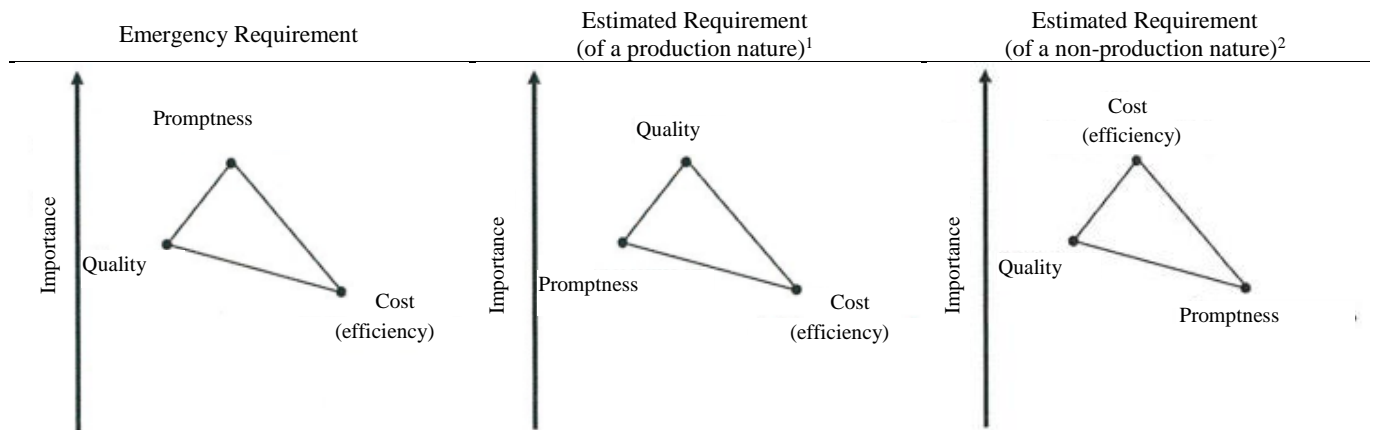 Emergency Requirement
Estimated Requirement
(of a production nature)¹
Estimated Requirement
(of a non-production nature)²
Importance
Promptness
Quality
Cost
(efficiency)
Importance
Quality
Promptness
Cost
(efficiency)
Importance
Cost
(efficiency)
Quality
Promptness